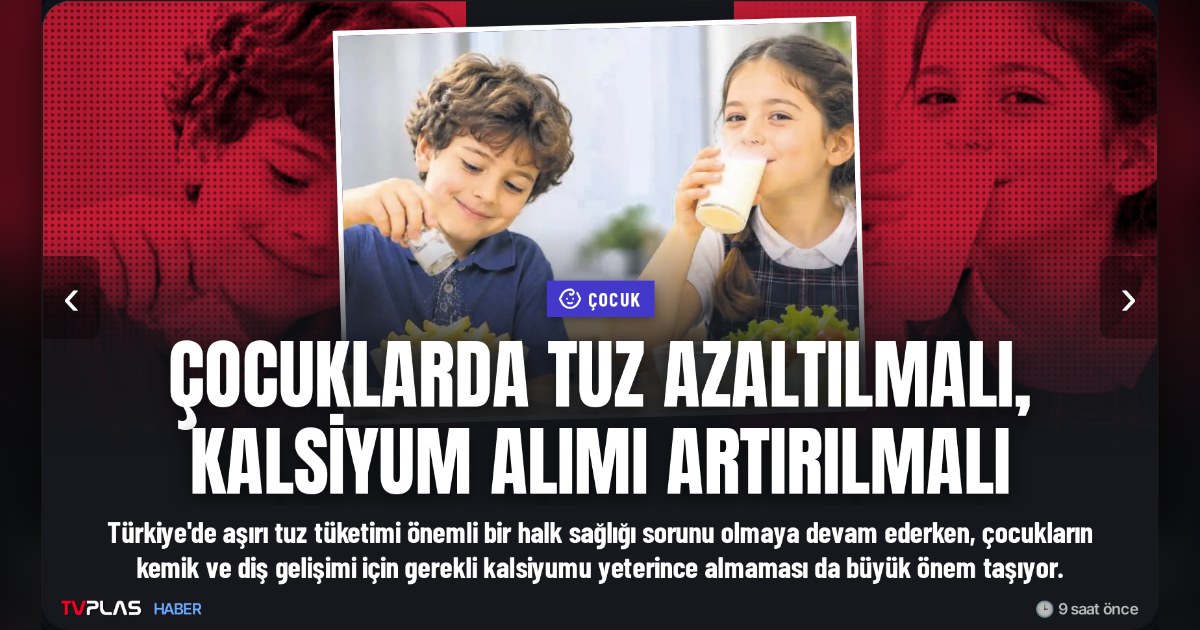 ÇOCUK
ÇOCUKLARDA TUZ AZALTILMALI,
KALSİYUM ALIMI ARTIRILMALI
Türkiye'de aşırı tuz tüketimi önemli bir halk sağlığı sorunu olmaya devam ederken, çocukların
kemik ve diş gelişimi için gerekli kalsiyumu yeterince almaması da büyük önem taşıyor.
TVPLAS HABER
9 saat önce